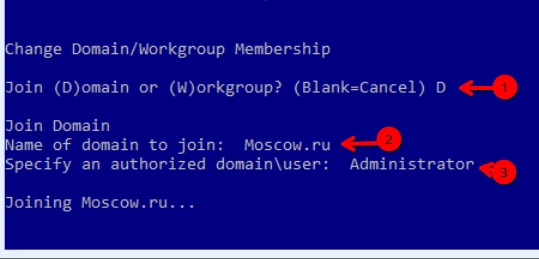 Change Domain/Workgroup Membership
Join (D)omain or (W)orkgroup? (Blank=Cancel) D 1
Join Domain
Name of domain to join: Moscow.ru 2
Specify an authorized domain\user: Administrator 3
Joining Moscow.ru...